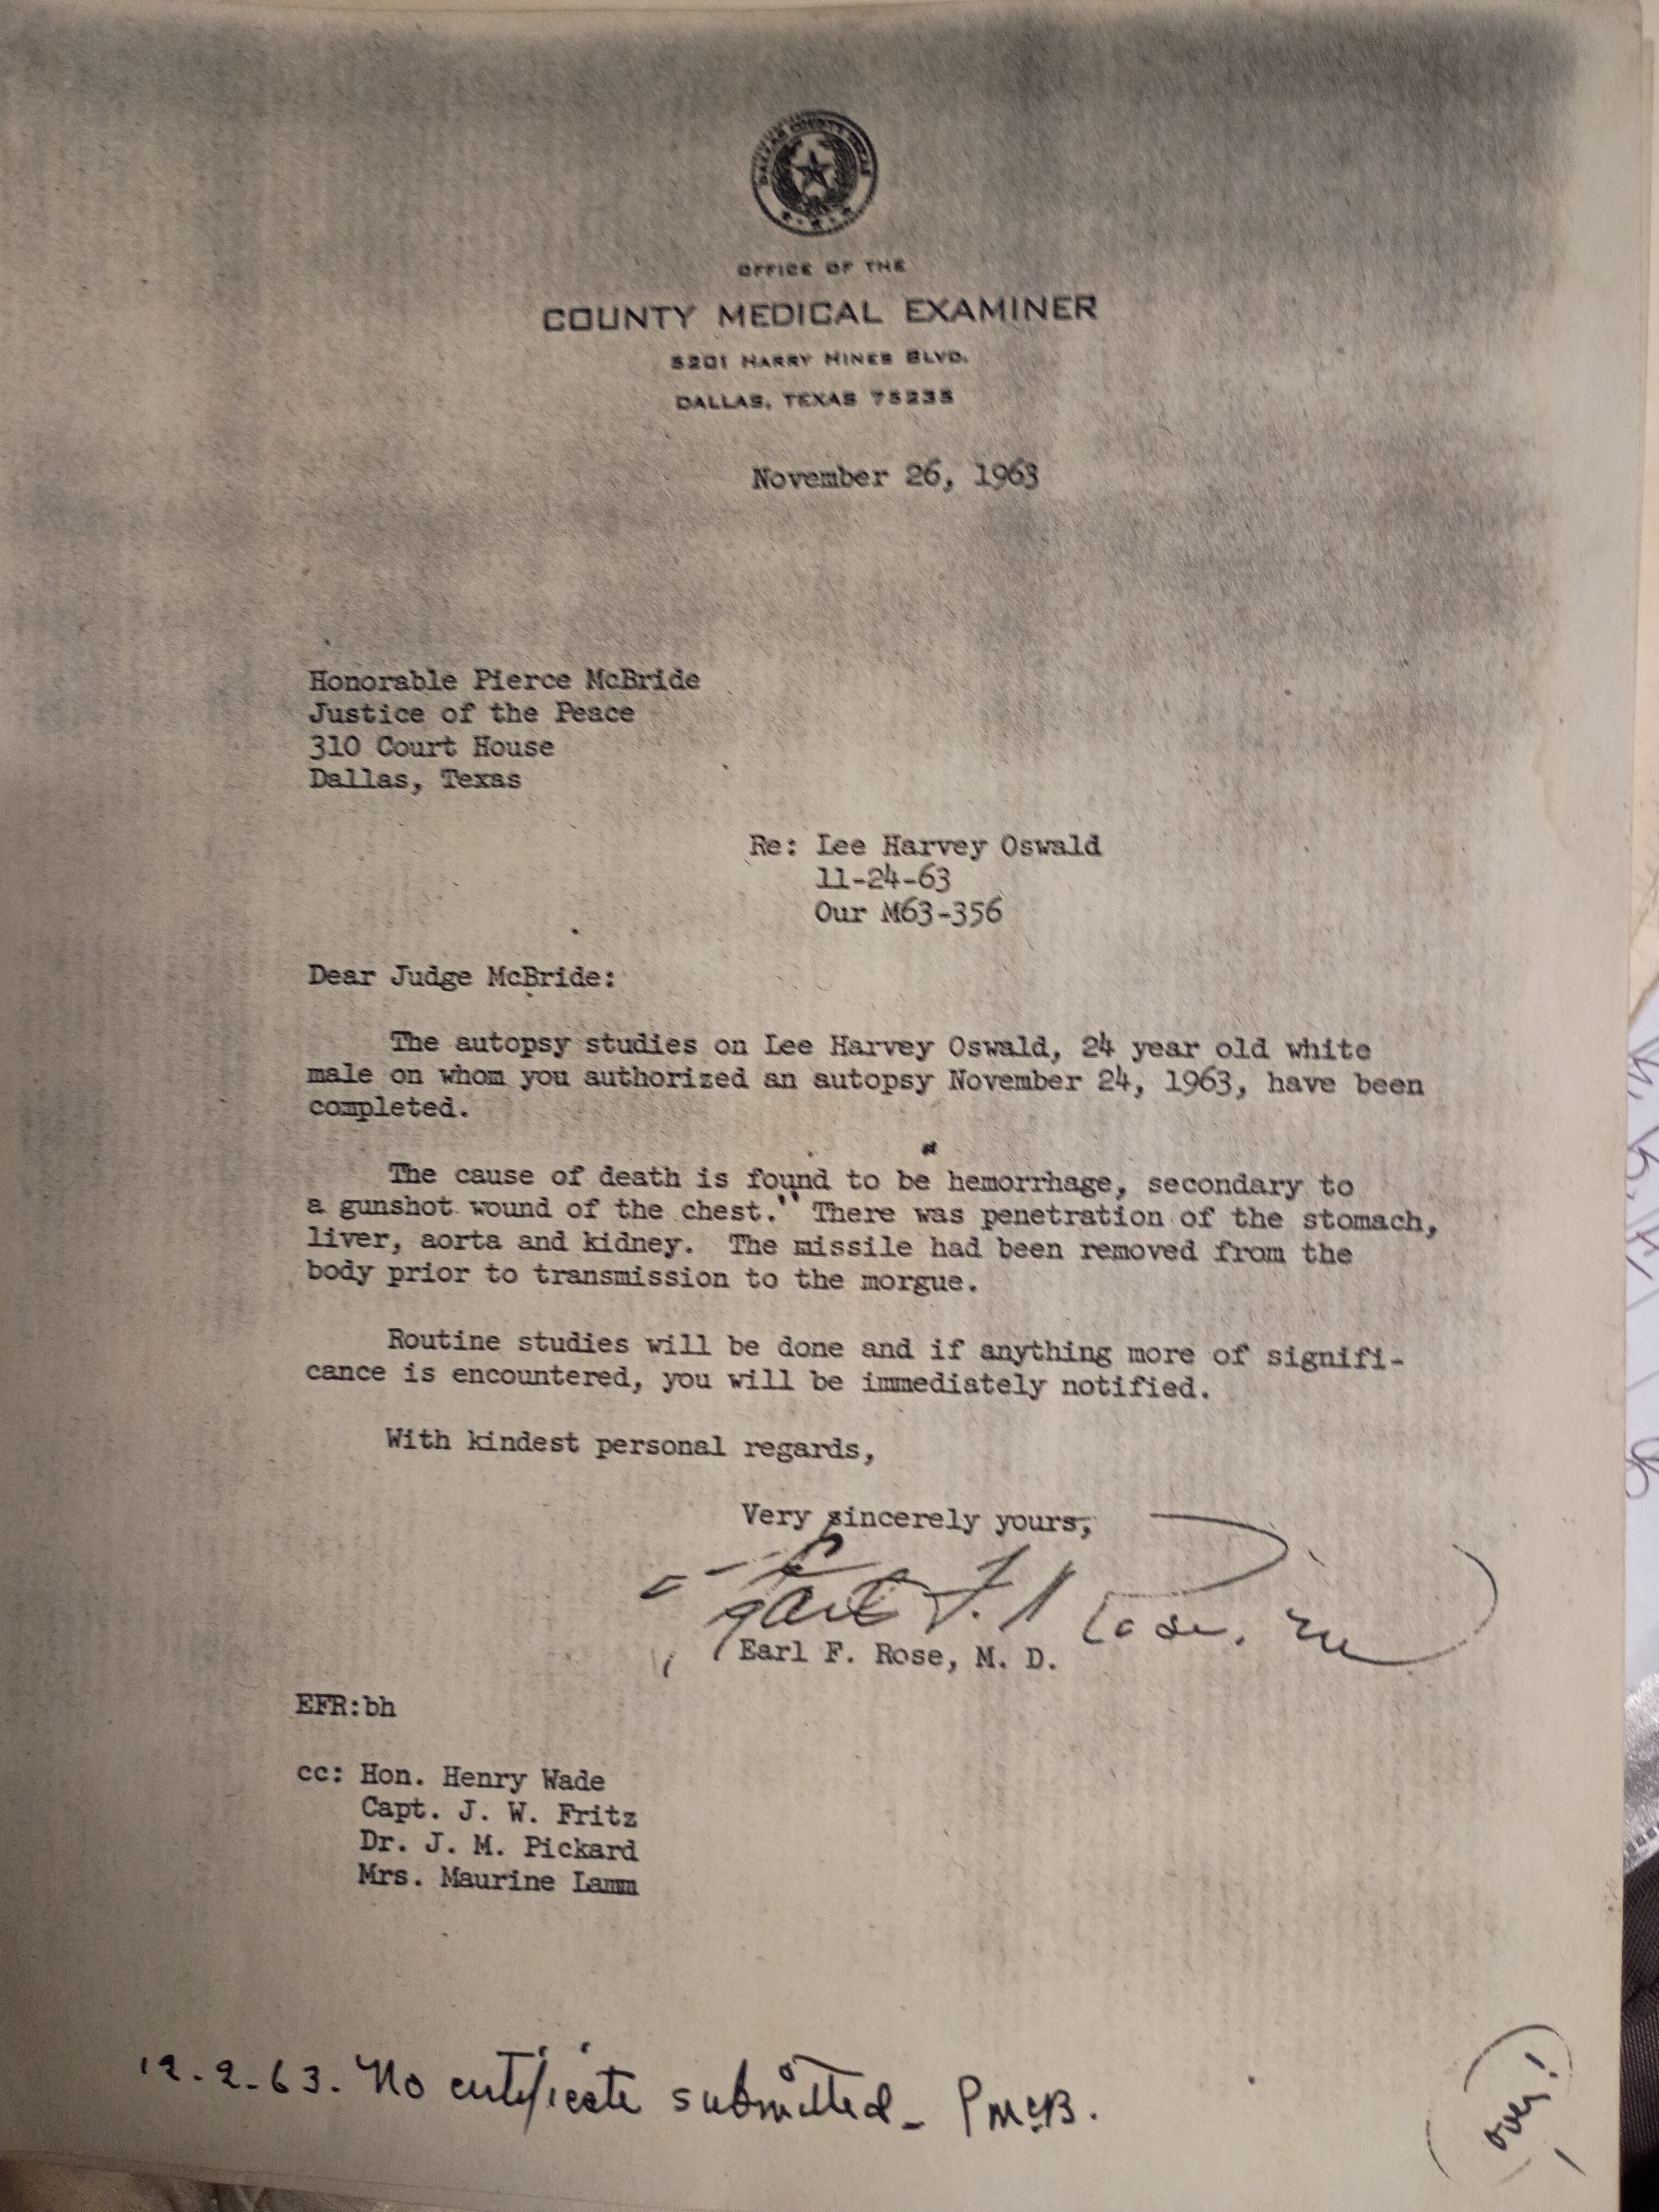 DALLAS COUNTY TEXAS
OFFICE OF THE
COUNTY MEDICAL EXAMINER
5201 HARRY HINES BLVD.
DALLAS, TEXAS 75235
November 26, 1963
Honorable Pierce McBride
Justice of the Peace
310 Court House
Dallas, Texas
Re: Lee Harvey Oswald
11-24-63
Our M63-356
Dear Judge McBride:
The autopsy studies on Lee Harvey Oswald, 24 year old white
male on whom you authorized an autopsy November 24, 1963, have been
completed.
The cause of death is found to be "hemorrhage, secondary to
a gunshot wound of the chest." There was penetration of the stomach,
liver, aorta and kidney. The missile had been removed from the
body prior to transmission to the morgue.
Routine studies will be done and if anything more of signifi-
cance is encountered, you will be immediately notified.
With kindest personal regards,
Very sincerely yours,
Earl F. Rose, m
Earl F. Rose, M. D.
EFR:bh
cc: Hon. Henry Wade
Capt. J. W. Fritz
Dr. J. M. Pickard
Mrs. Maurine Lamm
12-2-63. No certificate submitted - PMcB.
over!